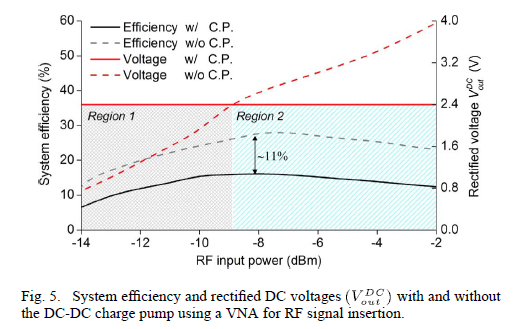 60
50
40
30
20
10
0
System efficiency (%)
Efficiency w/ C.P.
Efficiency w/o C.P.
Voltage w/ C.P.
Voltage w/o C.P.
Region 1
Region 2
~11%
4.0
3.2
2.4
1.6
0.8
0.0
Rectified voltage V_out^DC (V)
-14 -12 -10 -8 -6 -4 -2
RF input power (dBm)
Fig. 5. System efficiency and rectified DC voltages (V_out^DC) with and without
the DC-DC charge pump using a VNA for RF signal insertion.